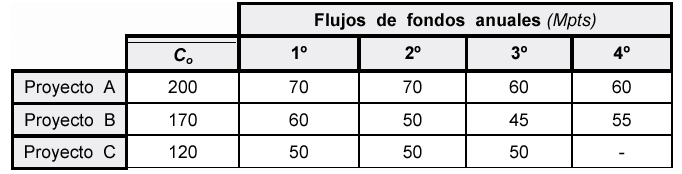 Flujos de fondos anuales (Mpts)
Co 1º 2º 3º 4º
Proyecto A 200 70 70 60 60
Proyecto B 170 60 50 45 55
Proyecto C 120 50 50 50 -